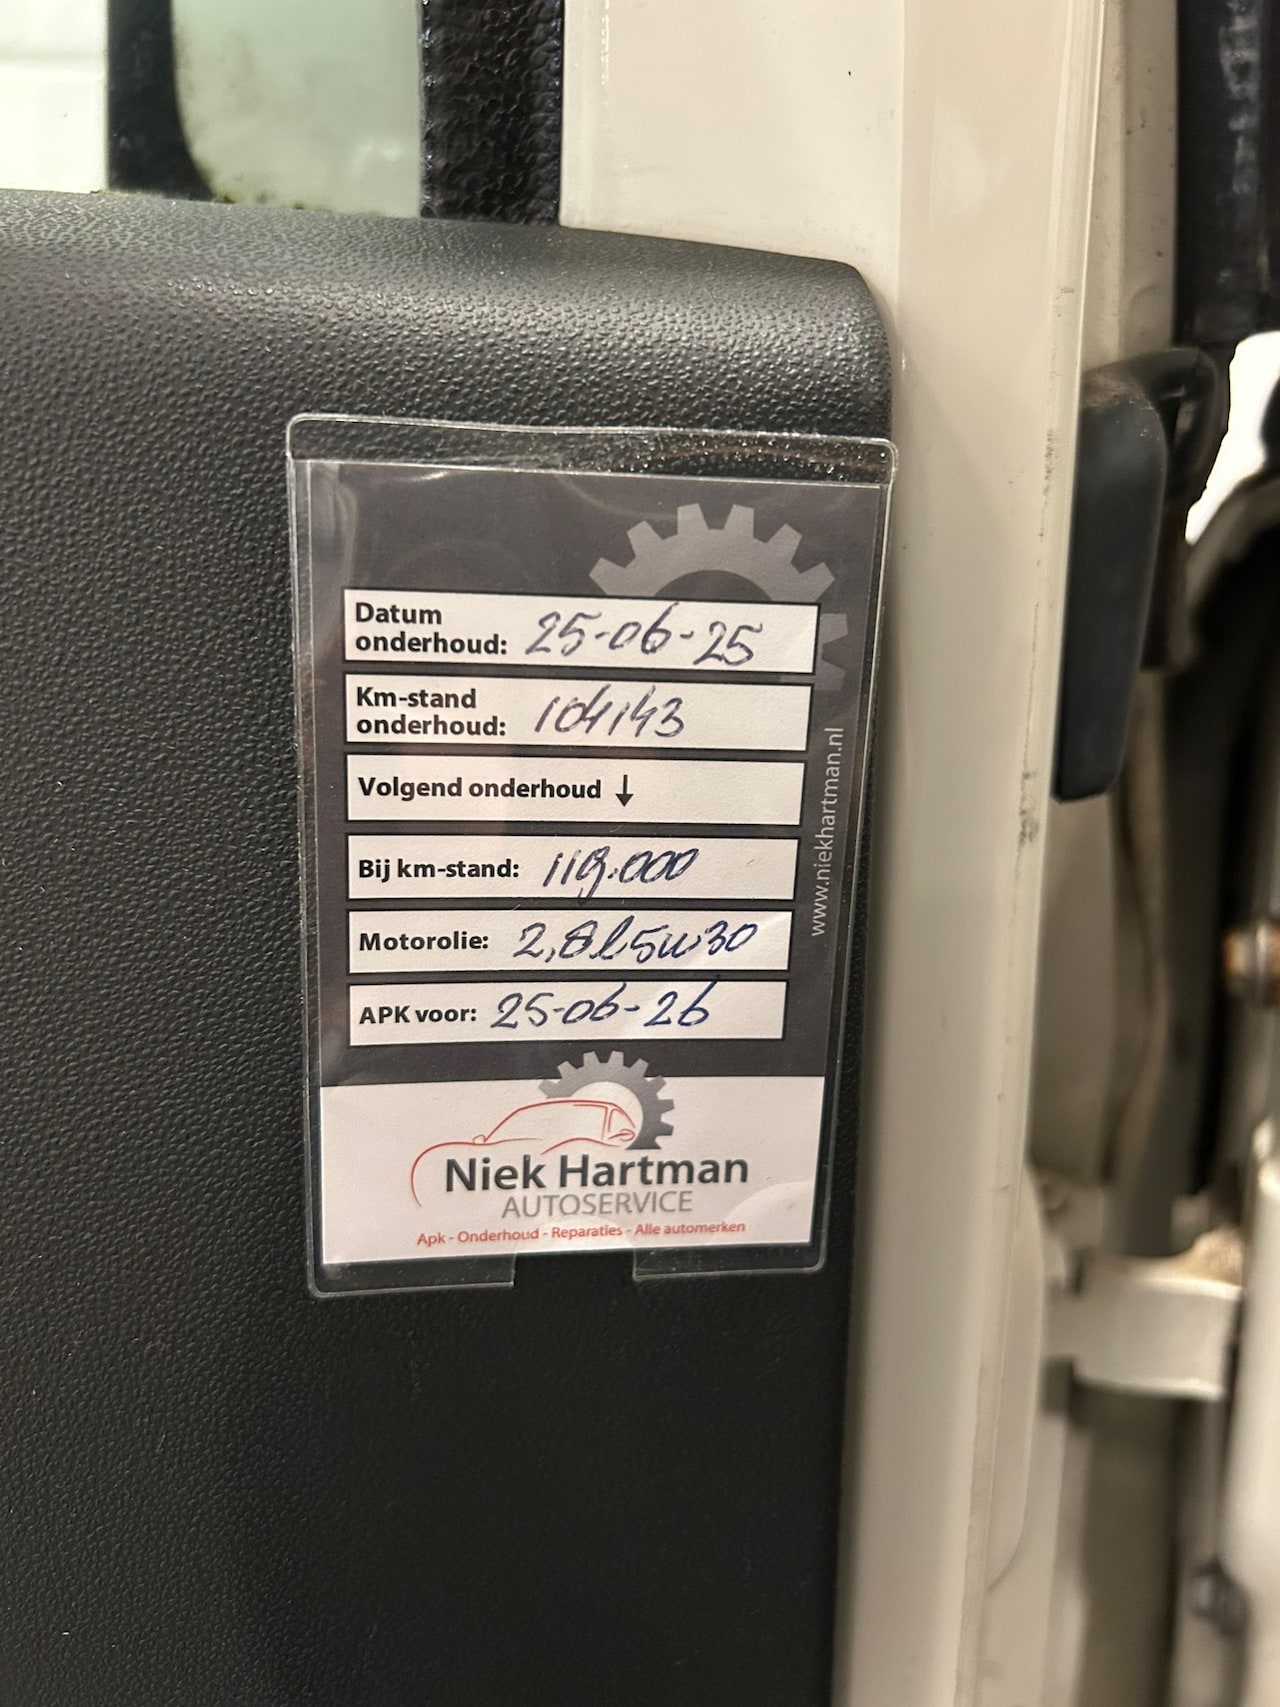 Datum
onderhoud: 25-06-25
Km-stand
onderhoud: 104143
Volgend onderhoud ↓
Bij km-stand: 119.000
Motorolie: 2,8l 5w30
APK voor: 25-06-26
www.niekhartman.nl
Niek Hartman
AUTOSERVICE
Apk - Onderhoud - Reparaties - Alle automerken